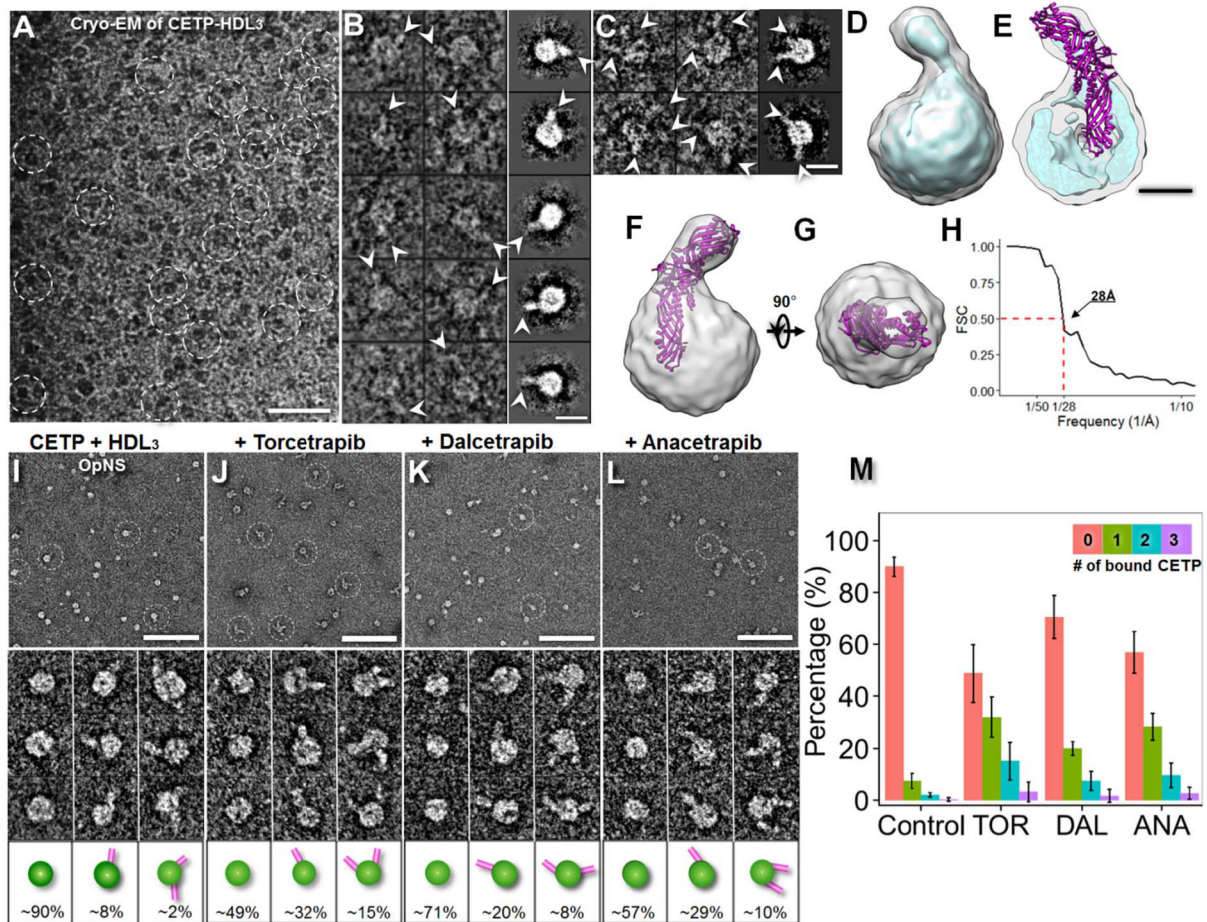 A
Cryo-EM of CETP-HDL3
B
C
D
E
F
G
90°
H
1.00
0.75
0.50
0.25
0.00
FSC
28Å
1/50 1/28 1/10
Frequency (1/Å)
CETP + HDL3
+ Torcetrapib
+ Dalcetrapib
+ Anacetrapib
I
OpNS
J
K
L
~90% ~8% ~2% ~49% ~32% ~15% ~71% ~20% ~8% ~57% ~29% ~10%
M
0 1 2 3
# of bound CETP
Percentage (%)
100
80
60
40
20
0
Control TOR DAL ANA